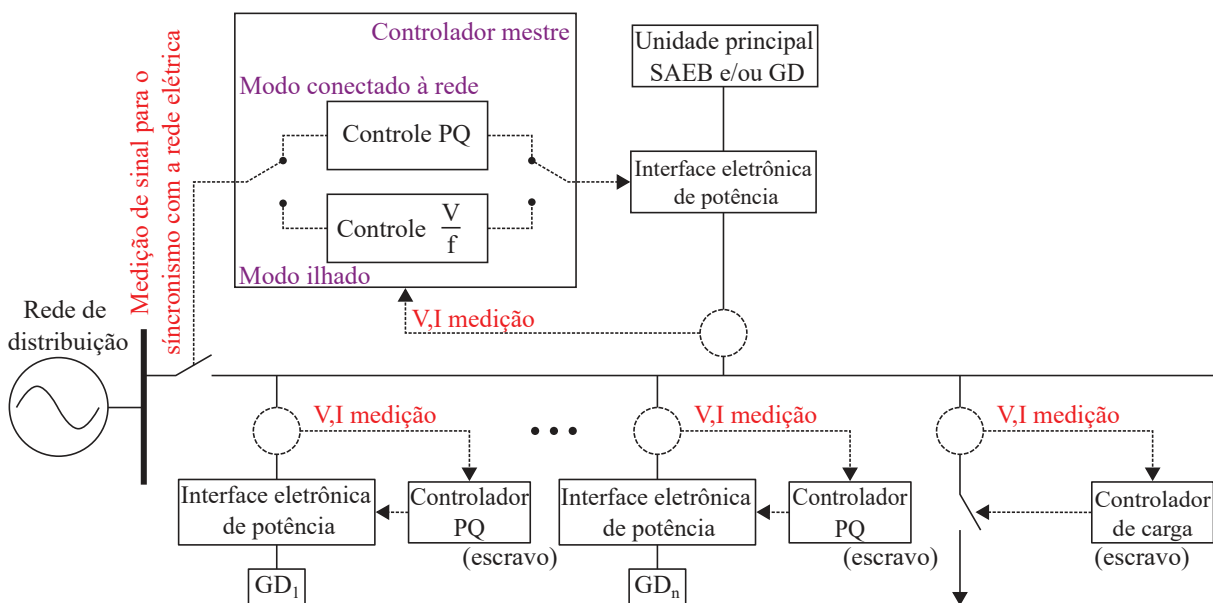 Controlador mestre
Modo conectado à rede
Controle PQ
Controle V/f
Modo ilhado
Unidade principal
SAEB e/ou GD
Interface eletrônica
de potência
Medição de sinal para o
síncronismo com a rede elétrica
Rede de
distribuição
V,I medição
V,I medição
V,I medição
V,I medição
Interface eletrônica
de potência
Controlador
PQ
(escravo)
GD₁
Interface eletrônica
de potência
Controlador
PQ
(escravo)
GDₙ
Controlador
de carga
(escravo)